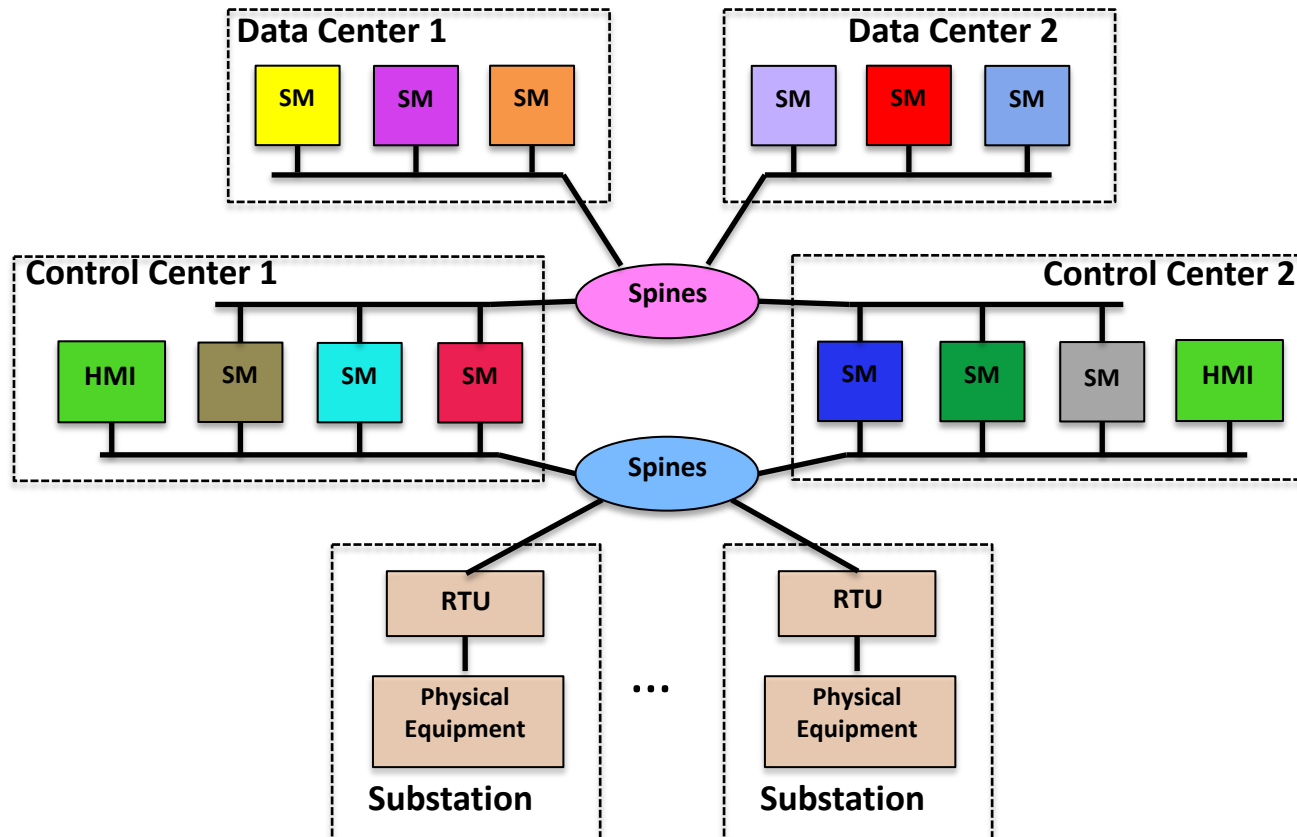 Data Center 1
Data Center 2
SM
SM
SM
SM
SM
SM
Control Center 1
Spines
Control Center 2
HMI
SM
SM
SM
SM
SM
SM
HMI
Spines
RTU
RTU
Physical
Equipment
...
Physical
Equipment
Substation
Substation